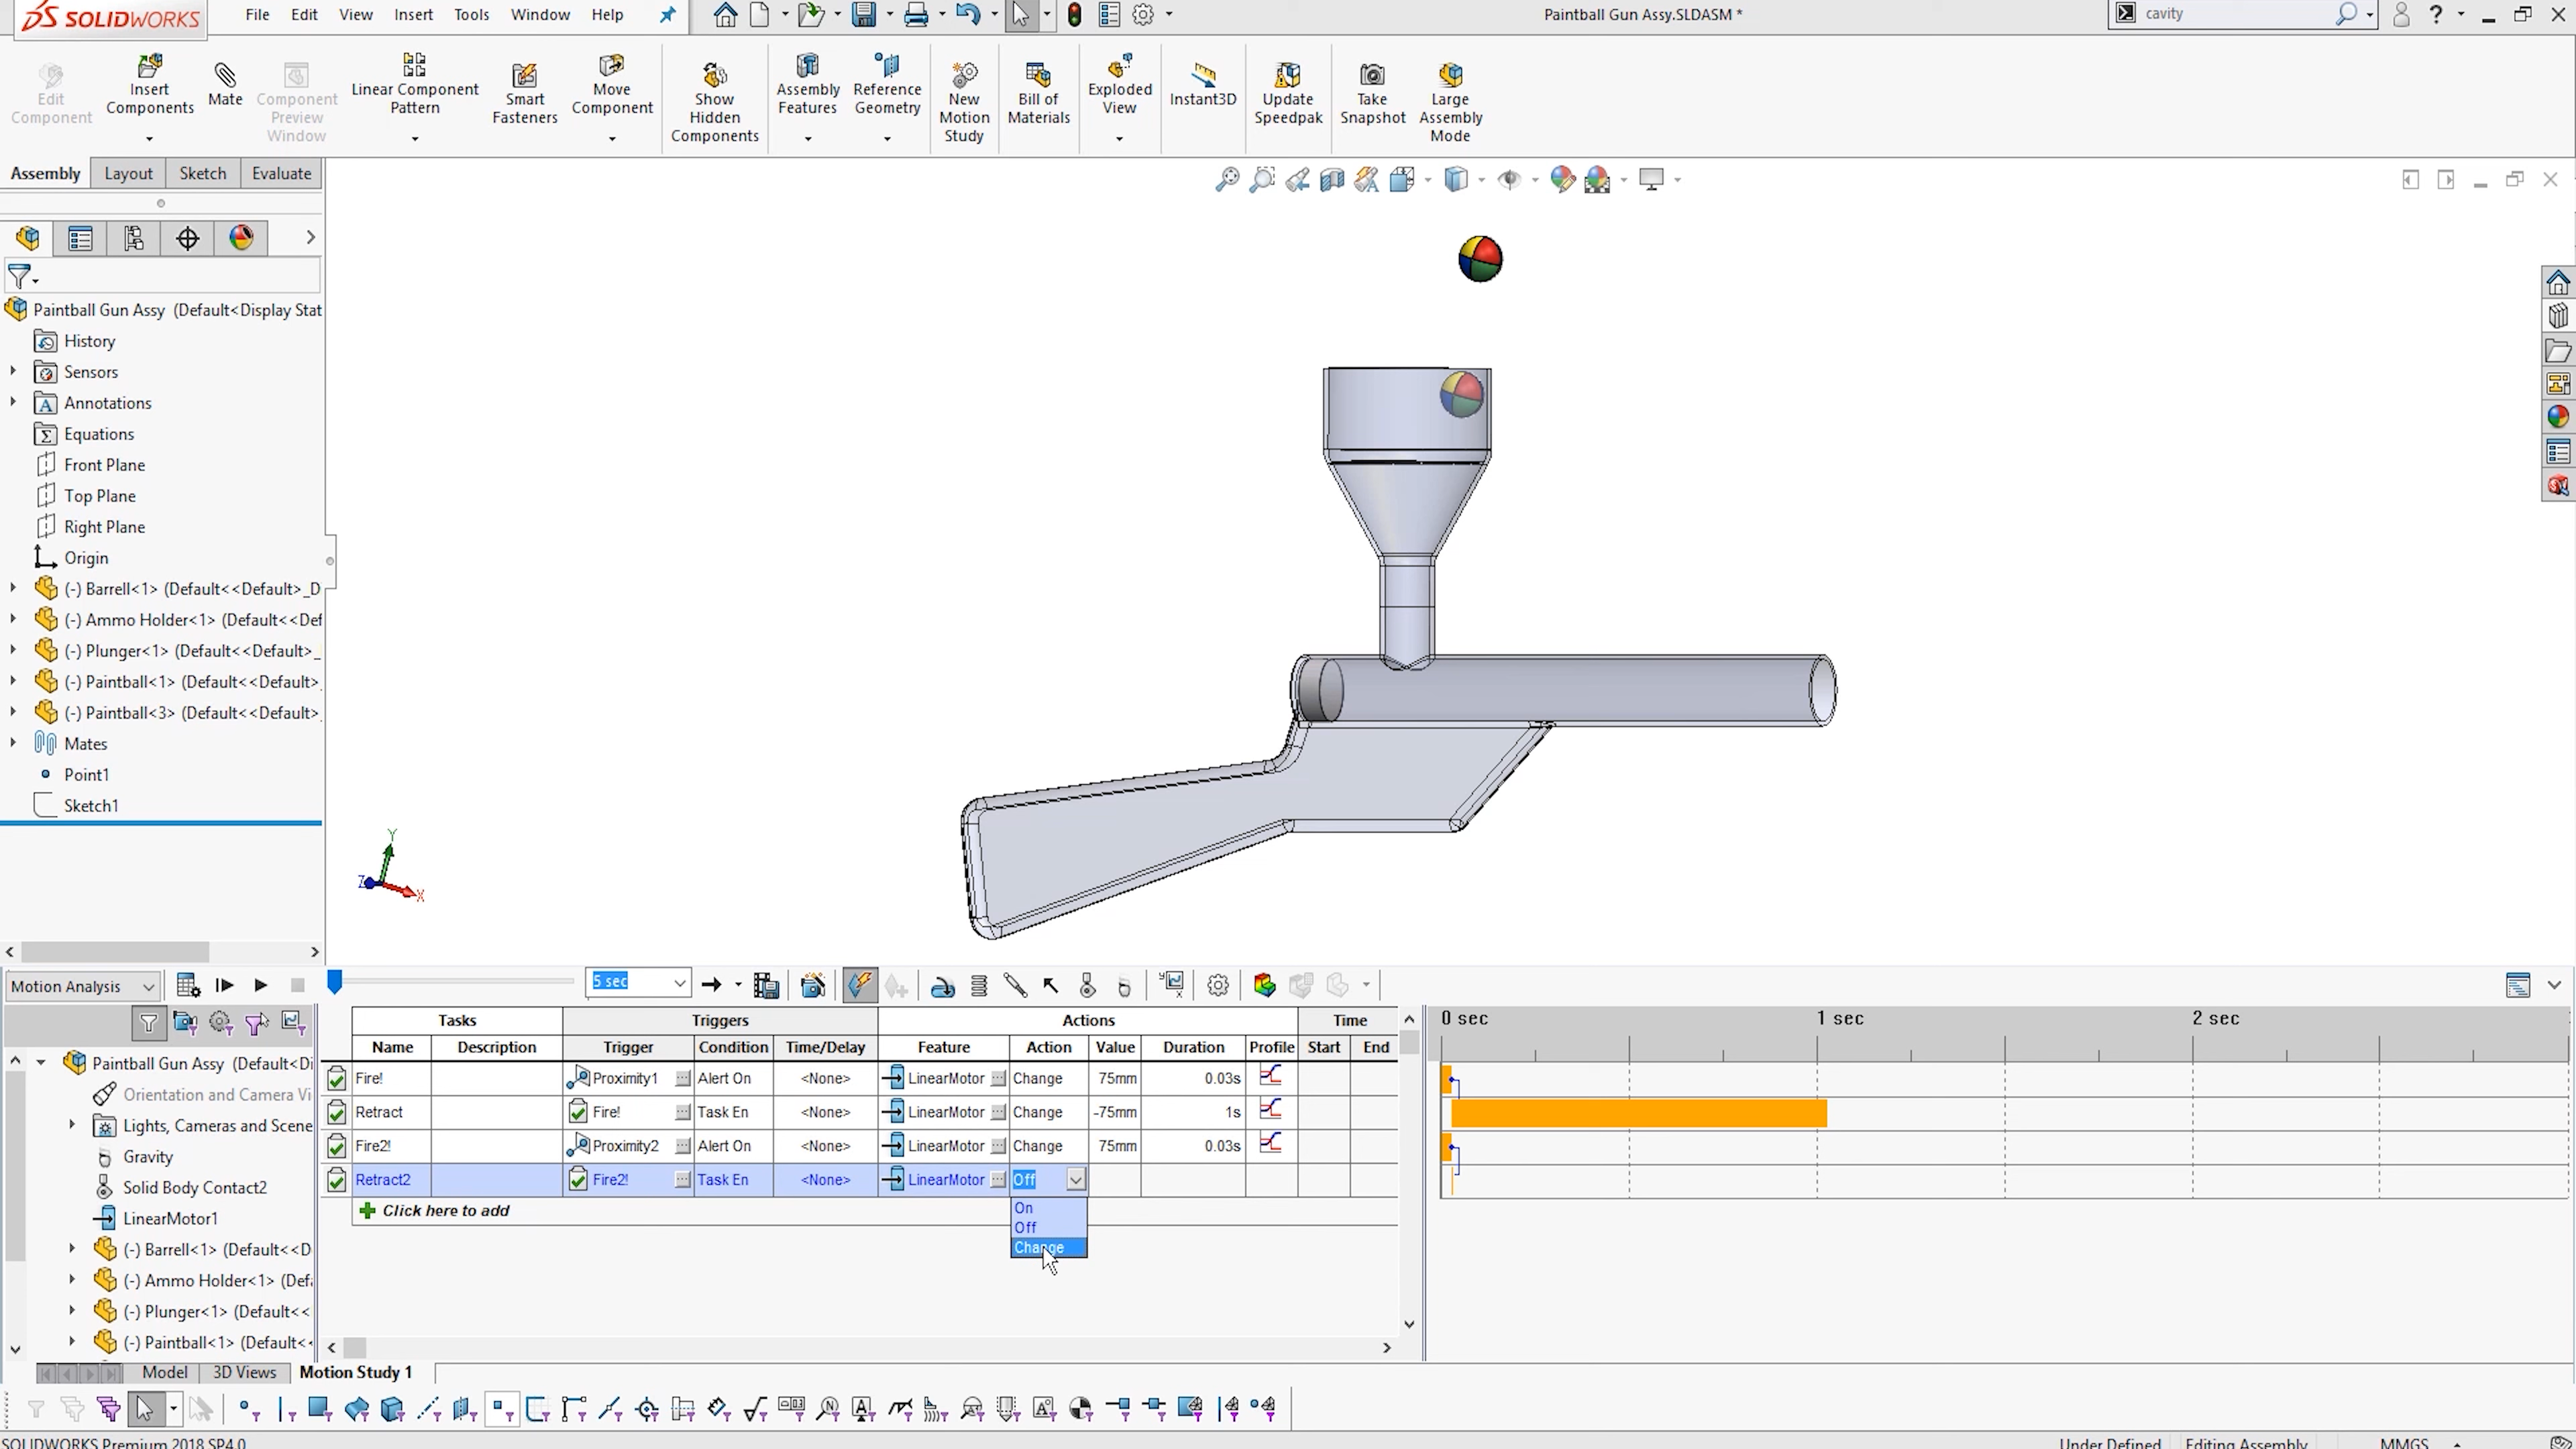 SOLIDWORKS File Edit View Insert Tools Window Help Paintball Gun Assy.SLDASM * cavity ?
Edit Component
Insert Components
Mate
Component Preview Window
Linear Component Pattern
Smart Fasteners
Move Component
Show Hidden Components
Assembly Features
Reference Geometry
New Motion Study
Bill of Materials
Exploded View
Instant3D
Update Speedpak
Take Snapshot
Large Assembly Mode
Assembly Layout Sketch Evaluate
Paintball Gun Assy (Default<Display Stat
History
Sensors
Annotations
Equations
Front Plane
Top Plane
Right Plane
Origin
(-) Barrell<1> (Default<<Default>_D
(-) Ammo Holder<1> (Default<<Def
(-) Plunger<1> (Default<<Default>_
(-) Paintball<1> (Default<<Default>
(-) Paintball<3> (Default<<Default>
Mates
Point1
Sketch1
Y
Z X
Motion Analysis 5 sec
Tasks Triggers Actions Time 0 sec 1 sec 2 sec
Name Description Trigger Condition Time/Delay Feature Action Value Duration Profile Start End
Fire! Proximity1 Alert On <None> LinearMotor Change 75mm 0.03s
Retract Fire! Task En <None> LinearMotor Change -75mm 1s
Fire2! Proximity2 Alert On <None> LinearMotor Change 75mm 0.03s
Retract2 Fire2! Task En <None> LinearMotor Off
Click here to add
On
Off
Change
Paintball Gun Assy (Default<Di
Orientation and Camera Vi
Lights, Cameras and Scene
Gravity
Solid Body Contact2
LinearMotor1
(-) Barrell<1> (Default<<D
(-) Ammo Holder<1> (Def
(-) Plunger<1> (Default<<
(-) Paintball<1> (Default<
Model 3D Views Motion Study 1
SOLIDWORKS Premium 2018 SP4.0 Under Defined Editing Assembly MMGS